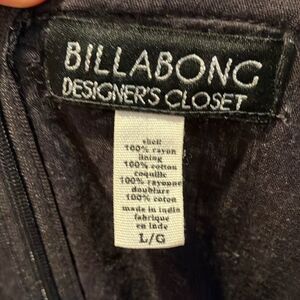 BILLABONG
DESIGNER'S CLOSET
shell
100% rayon
lining
100% cotton
coquille
100% rayonne
doublure
100% coton
made in india
fabrique
en inde
L/G